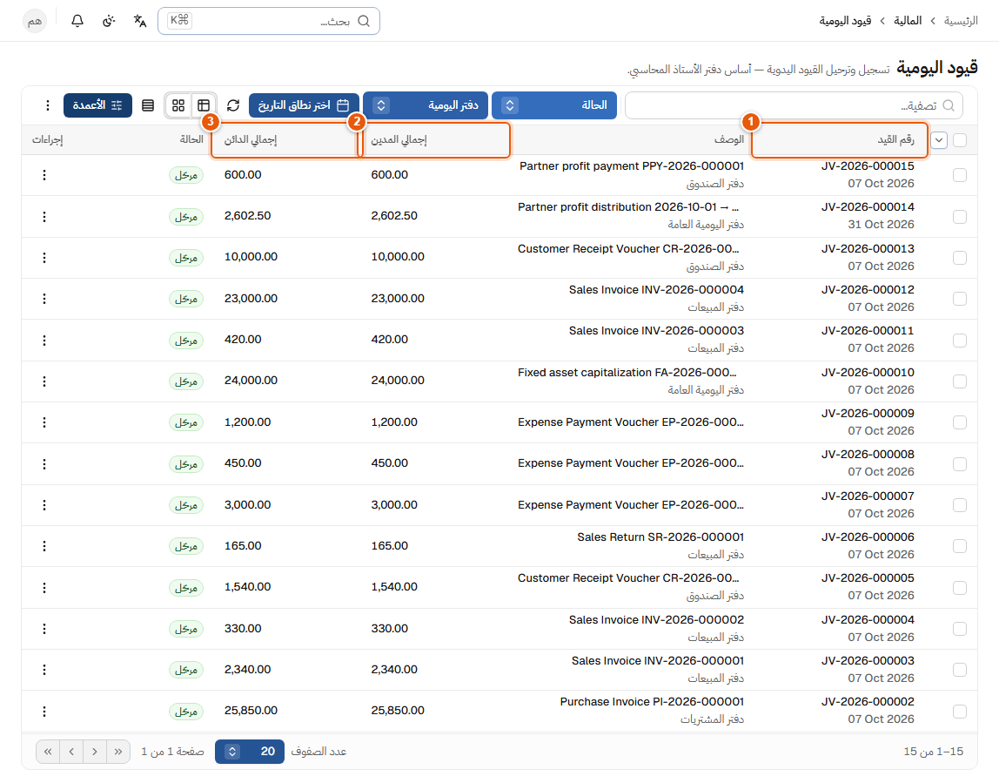 الرئيسية > المالية > قيود اليومية
بحث... ⌘K
هم
قيود اليومية
تسجيل وترحيل القيود اليدوية — أساس دفتر الأستاذ المحاسبي.
تصفية...
الحالة
دفتر اليومية
اختر نطاق التاريخ
الأعمدة
1
2
3
رقم القيد الوصف إجمالي المدين إجمالي الدائن الحالة إجراءات
JV-2026-000015 Partner profit payment PPY-2026-000001 600.00 600.00 مرحّل
07 Oct 2026 دفتر الصندوق
JV-2026-000014 Partner profit distribution 2026-10-01 → … 2,602.50 2,602.50 مرحّل
31 Oct 2026 دفتر اليومية العامة
JV-2026-000013 Customer Receipt Voucher CR-2026-00… 10,000.00 10,000.00 مرحّل
07 Oct 2026 دفتر الصندوق
JV-2026-000012 Sales Invoice INV-2026-000004 23,000.00 23,000.00 مرحّل
07 Oct 2026 دفتر المبيعات
JV-2026-000011 Sales Invoice INV-2026-000003 420.00 420.00 مرحّل
07 Oct 2026 دفتر المبيعات
JV-2026-000010 Fixed asset capitalization FA-2026-000… 24,000.00 24,000.00 مرحّل
07 Oct 2026 دفتر اليومية العامة
JV-2026-000009 Expense Payment Voucher EP-2026-000… 1,200.00 1,200.00 مرحّل
07 Oct 2026
JV-2026-000008 Expense Payment Voucher EP-2026-000… 450.00 450.00 مرحّل
07 Oct 2026
JV-2026-000007 Expense Payment Voucher EP-2026-000… 3,000.00 3,000.00 مرحّل
07 Oct 2026
JV-2026-000006 Sales Return SR-2026-000001 165.00 165.00 مرحّل
07 Oct 2026 دفتر المبيعات
JV-2026-000005 Customer Receipt Voucher CR-2026-00… 1,540.00 1,540.00 مرحّل
07 Oct 2026 دفتر الصندوق
JV-2026-000004 Sales Invoice INV-2026-000002 330.00 330.00 مرحّل
07 Oct 2026 دفتر المبيعات
JV-2026-000003 Sales Invoice INV-2026-000001 2,340.00 2,340.00 مرحّل
07 Oct 2026 دفتر المبيعات
JV-2026-000002 Purchase Invoice PI-2026-000001 25,850.00 25,850.00 مرحّل
07 Oct 2026 دفتر المشتريات
1–15 من 15
عدد الصفوف 20 صفحة 1 من 1